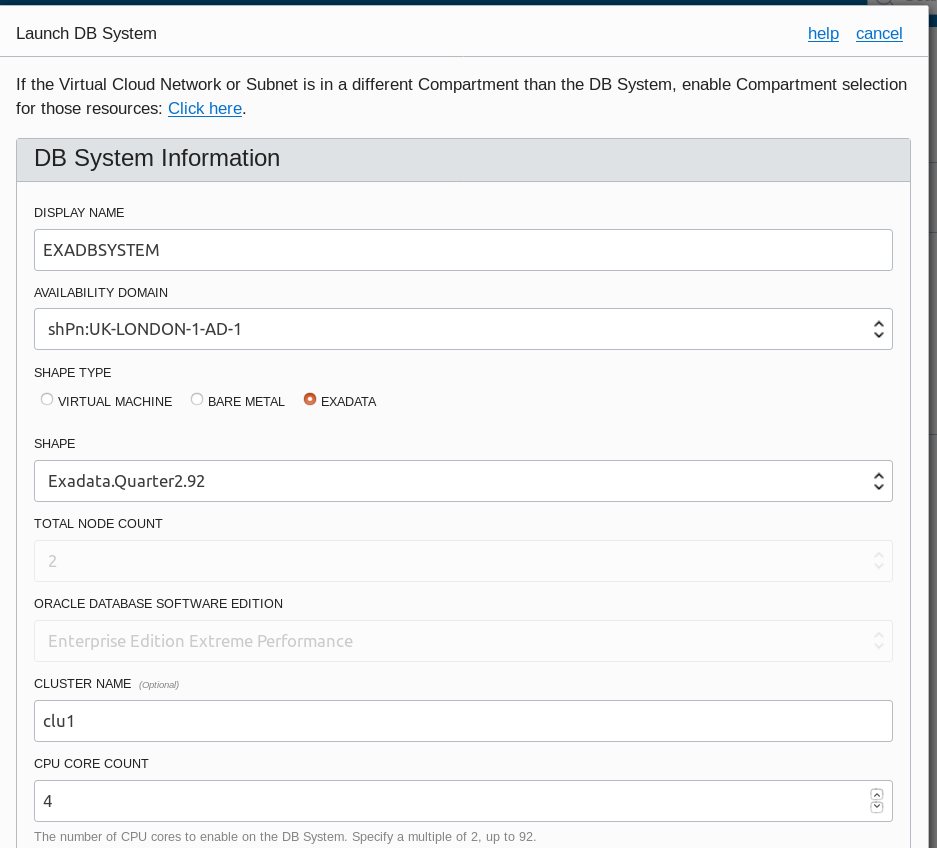 Launch DB System help cancel
If the Virtual Cloud Network or Subnet is in a different Compartment than the DB System, enable Compartment selection
for those resources: Click here.
DB System Information
DISPLAY NAME
EXADBSYSTEM
AVAILABILITY DOMAIN
shPn:UK-LONDON-1-AD-1
SHAPE TYPE
VIRTUAL MACHINE BARE METAL EXADATA
SHAPE
Exadata.Quarter2.92
TOTAL NODE COUNT
2
ORACLE DATABASE SOFTWARE EDITION
Enterprise Edition Extreme Performance
CLUSTER NAME (Optional)
clu1
CPU CORE COUNT
4
The number of CPU cores to enable on the DB System. Specify a multiple of 2, up to 92.